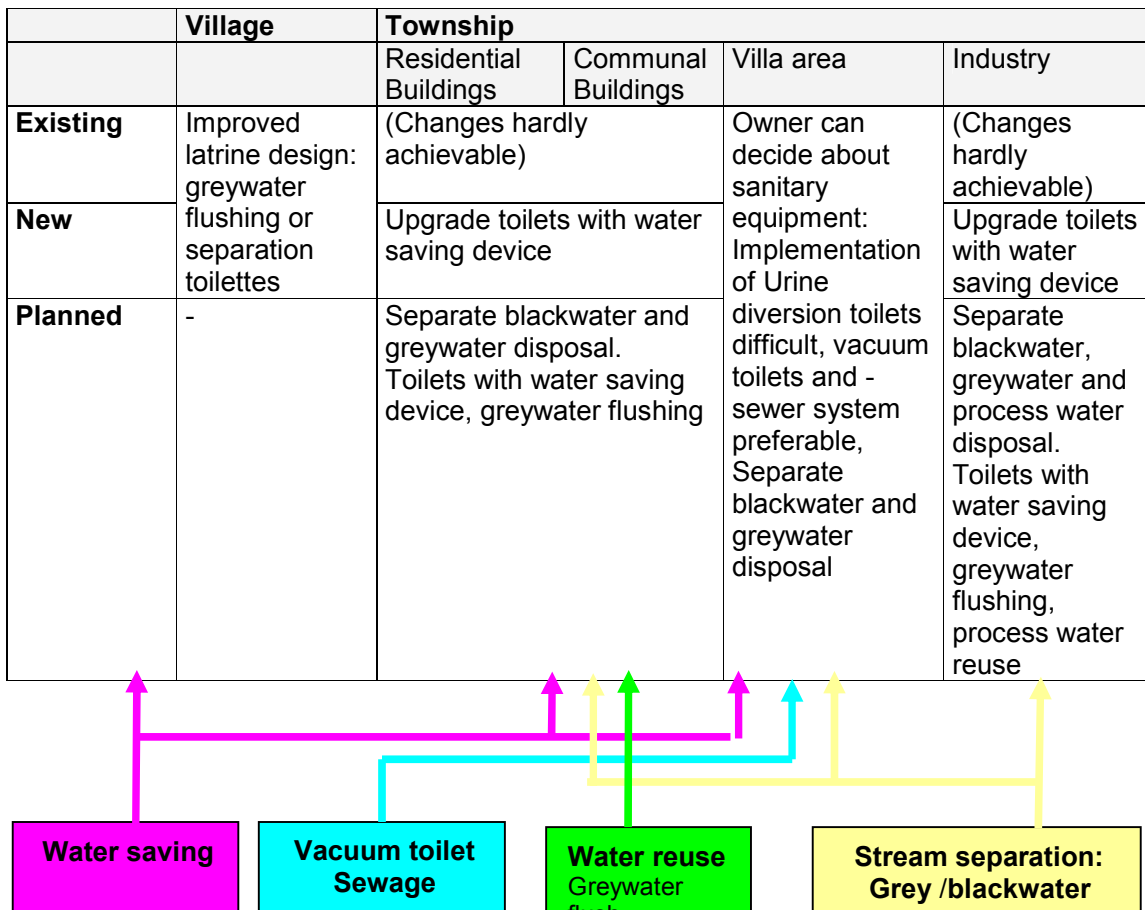 Village Township
Residential Buildings Communal Buildings Villa area Industry
Existing
Improved
latrine design:
greywater
flushing or
separation
toilettes
(Changes hardly
achievable)
Owner can
decide about
sanitary
equipment:
Implementation
of Urine
diversion toilets
difficult, vacuum
toilets and -
sewer system
preferable,
Separate
blackwater and
greywater
disposal
(Changes
hardly
achievable)
New
Upgrade toilets with water
saving device
Upgrade toilets
with water
saving device
Planned
-
Separate blackwater and
greywater disposal.
Toilets with water saving
device, greywater flushing
Separate
blackwater,
greywater and
process water
disposal.
Toilets with
water saving
device,
greywater
flushing,
process water
reuse
Water saving
Vacuum toilet
Sewage
Water reuse
Greywater
Stream separation:
Grey /blackwater